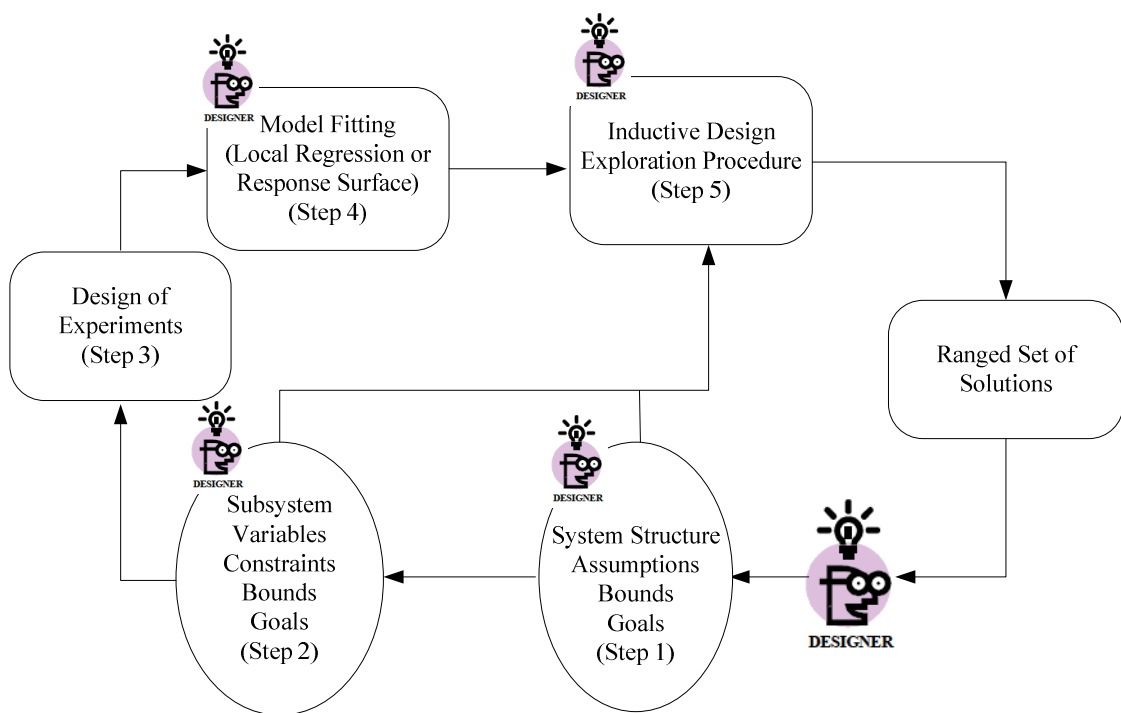 DESIGNER
Model Fitting
(Local Regression or
Response Surface)
(Step 4)
DESIGNER
Inductive Design
Exploration Procedure
(Step 5)
Design of
Experiments
(Step 3)
Ranged Set of
Solutions
DESIGNER
Subsystem
Variables
Constraints
Bounds
Goals
(Step 2)
DESIGNER
System Structure
Assumptions
Bounds
Goals
(Step 1)
DESIGNER